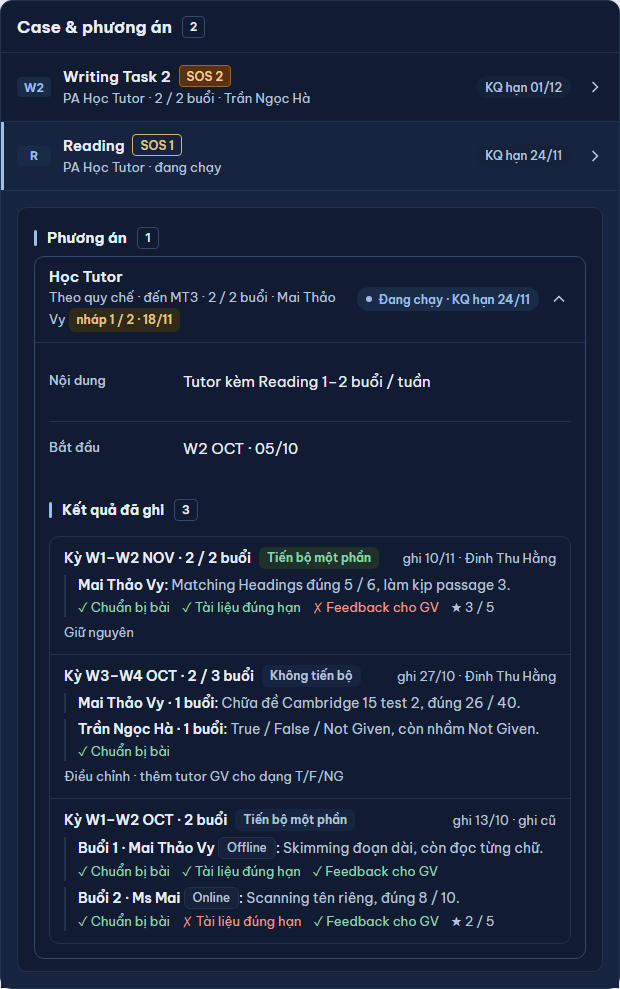 Case & phương án 2
W2 Writing Task 2 SOS 2 KQ hạn 01/12
PA Học Tutor · 2 / 2 buổi · Trần Ngọc Hà
R Reading SOS 1 KQ hạn 24/11
PA Học Tutor · đang chạy
Phương án 1
Học Tutor
Theo quy chế · đến MT3 · 2 / 2 buổi · Mai Thảo
Vy nháp 1 / 2 · 18/11
• Đang chạy · KQ hạn 24/11
Nội dung Tutor kèm Reading 1–2 buổi / tuần
Bắt đầu W2 OCT · 05/10
Kết quả đã ghi 3
Kỳ W1–W2 NOV · 2 / 2 buổi Tiến bộ một phần ghi 10/11 · Đinh Thu Hằng
Mai Thảo Vy: Matching Headings đúng 5 / 6, làm kịp passage 3.
✓ Chuẩn bị bài ✓ Tài liệu đúng hạn ✗ Feedback cho GV ★ 3 / 5
Giữ nguyên
Kỳ W3–W4 OCT · 2 / 3 buổi Không tiến bộ ghi 27/10 · Đinh Thu Hằng
Mai Thảo Vy · 1 buổi: Chữa đề Cambridge 15 test 2, đúng 26 / 40.
Trần Ngọc Hà · 1 buổi: True / False / Not Given, còn nhầm Not Given.
✓ Chuẩn bị bài
Điều chỉnh · thêm tutor GV cho dạng T/F/NG
Kỳ W1–W2 OCT · 2 buổi Tiến bộ một phần ghi 13/10 · ghi cũ
Buổi 1 · Mai Thảo Vy Offline : Skimming đoạn dài, còn đọc từng chữ.
✓ Chuẩn bị bài ✓ Tài liệu đúng hạn ✓ Feedback cho GV
Buổi 2 · Ms Mai Online : Scanning tên riêng, đúng 8 / 10.
✓ Chuẩn bị bài ✗ Tài liệu đúng hạn ✓ Feedback cho GV ★ 2 / 5